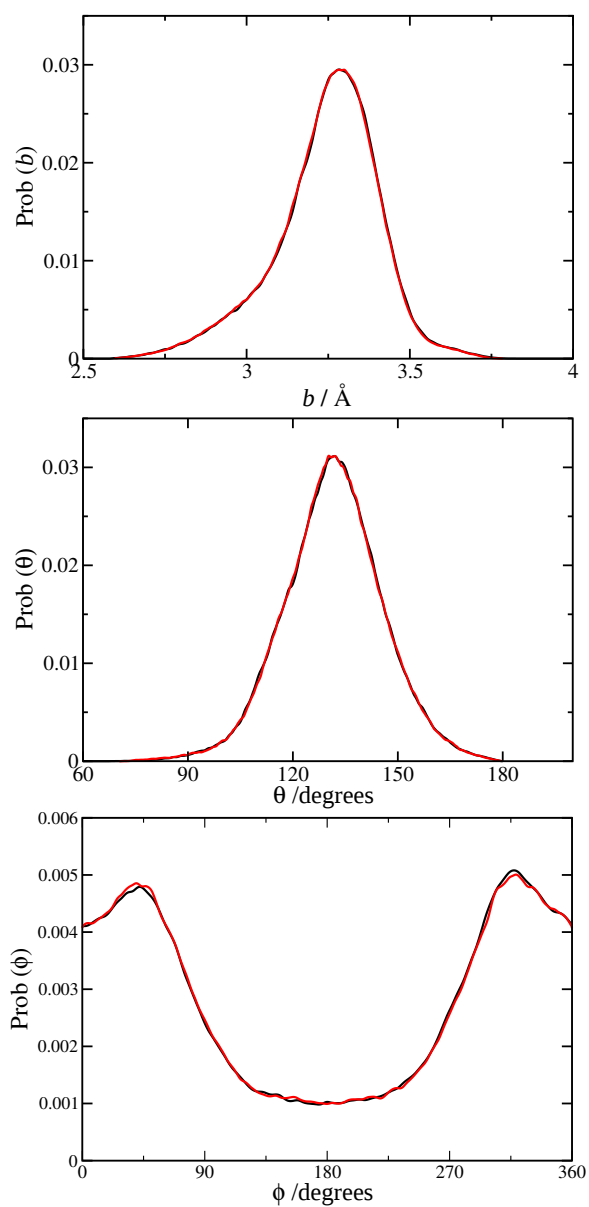 0.03
0.02
0.01
0
Prob (b)
2.5 3 3.5 4
b / Å
0.03
0.02
0.01
0
Prob (θ)
60 90 120 150 180
θ /degrees
0.006
0.005
0.004
0.003
0.002
0.001
0
Prob (ϕ)
0 90 180 270 360
ϕ /degrees